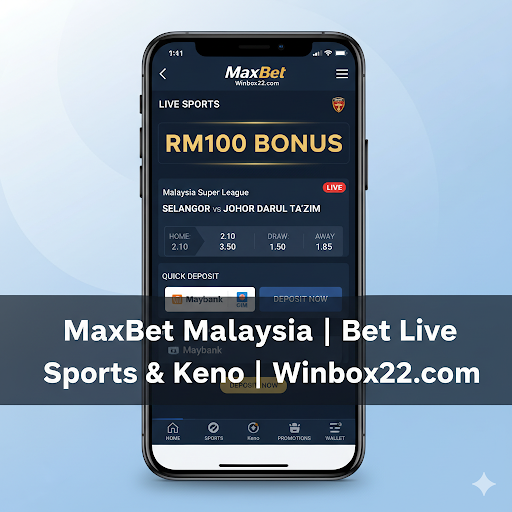 1:41
MaxBet
Winbox22.com
LIVE SPORTS
RM100 BONUS
LIVE
Malaysia Super League
SELANGOR vs JOHOR DARUL TA'ZIM
HOME: 2.10 DRAW: AWAY
2.10 3.50 1.50 1.85
QUICK DEPOSIT
Maybank DEPOSIT NOW
MaxBet Malaysia | Bet Live
Maybank
Sports & Keno | Winbox22.com
DEPOSIT NOW
HOME SPORTS Keno PROMOTIONS WALLET